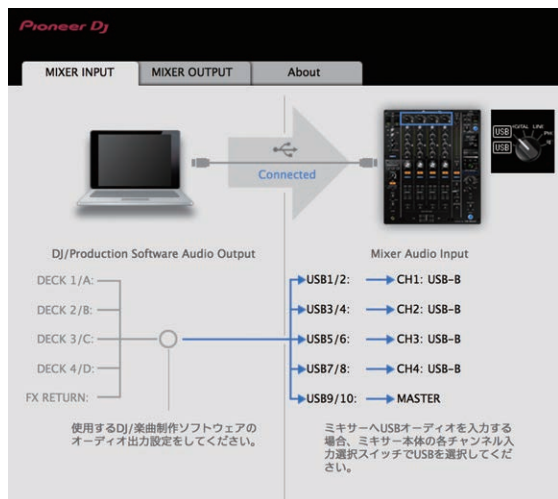 Pioneer Dj
MIXER INPUT
MIXER OUTPUT
About
USB
USB
DIGITAL LINE
Connected
DJ/Production Software Audio Output
Mixer Audio Input
DECK 1/A:
USB1/2:
CH1: USB-B
DECK 2/B:
USB3/4:
CH2: USB-B
DECK 3/C:
USB5/6:
CH3: USB-B
DECK 4/D:
USB7/8:
CH4: USB-B
FX RETURN:
USB9/10:
MASTER
使用するDJ/楽曲制作ソフトウェアの
オーディオ出力設定をしてください。
ミキサーへUSBオーディオを入力する
場合、ミキサー本体の各チャンネル入
力選択スイッチでUSBを選択してくだ
さい。